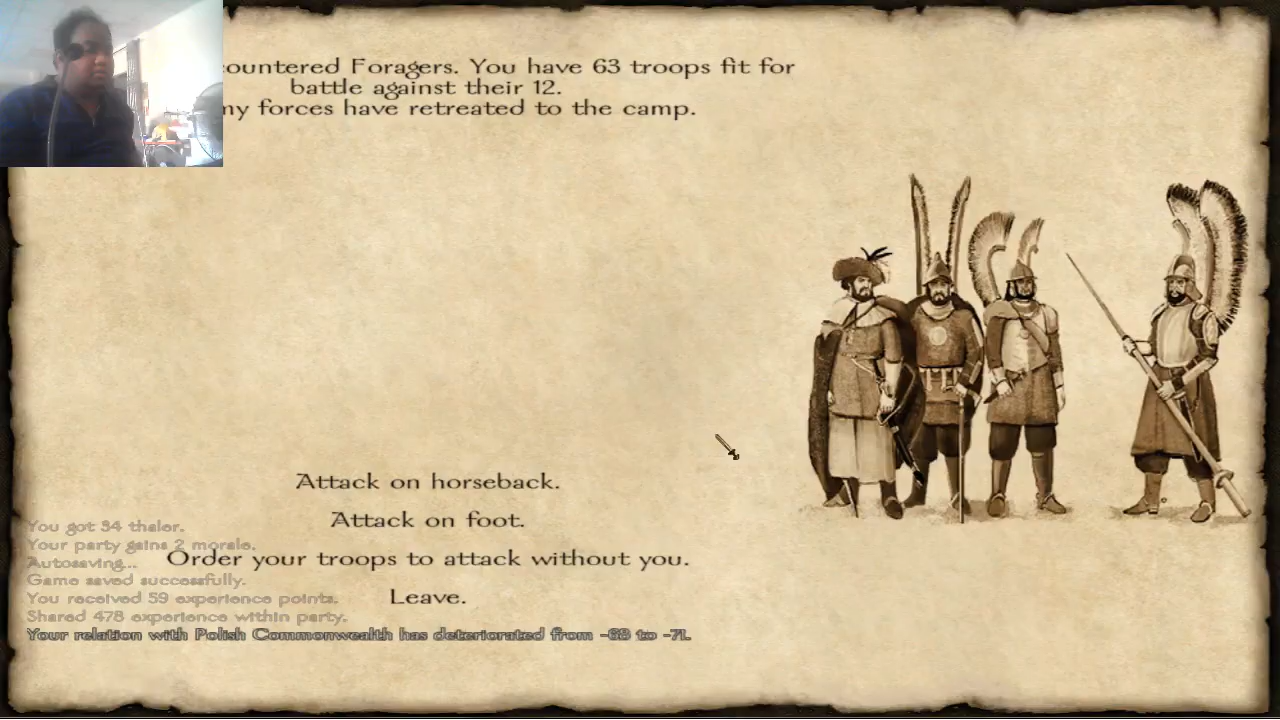 countered Foragers. You have 63 troops fit for
battle against their 12.
my forces have retreated to the camp.
Attack on horseback.
Attack on foot.
Order your troops to attack without you.
Leave.
You got 34 thaler.
Your party gains 2 morale.
Autosaving...
Game saved successfully.
You received 59 experience points.
Shared 478 experience within party.
Your relation with Polish Commonwealth has deteriorated from -68 to -71.